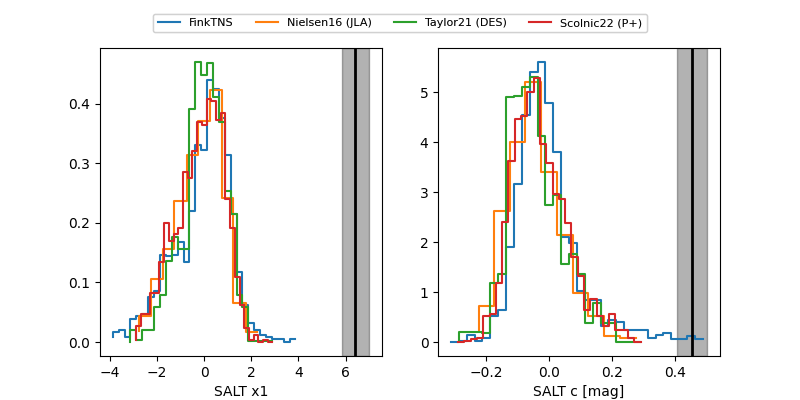 FinkTNS Nielsen16 (JLA) Taylor21 (DES) Scolnic22 (P+)
0.4
0.3
0.2
0.1
0.0
−4 −2 0 2 4 6
SALT x1
5
4
3
2
1
0
−0.2 0.0 0.2 0.4
SALT c [mag]